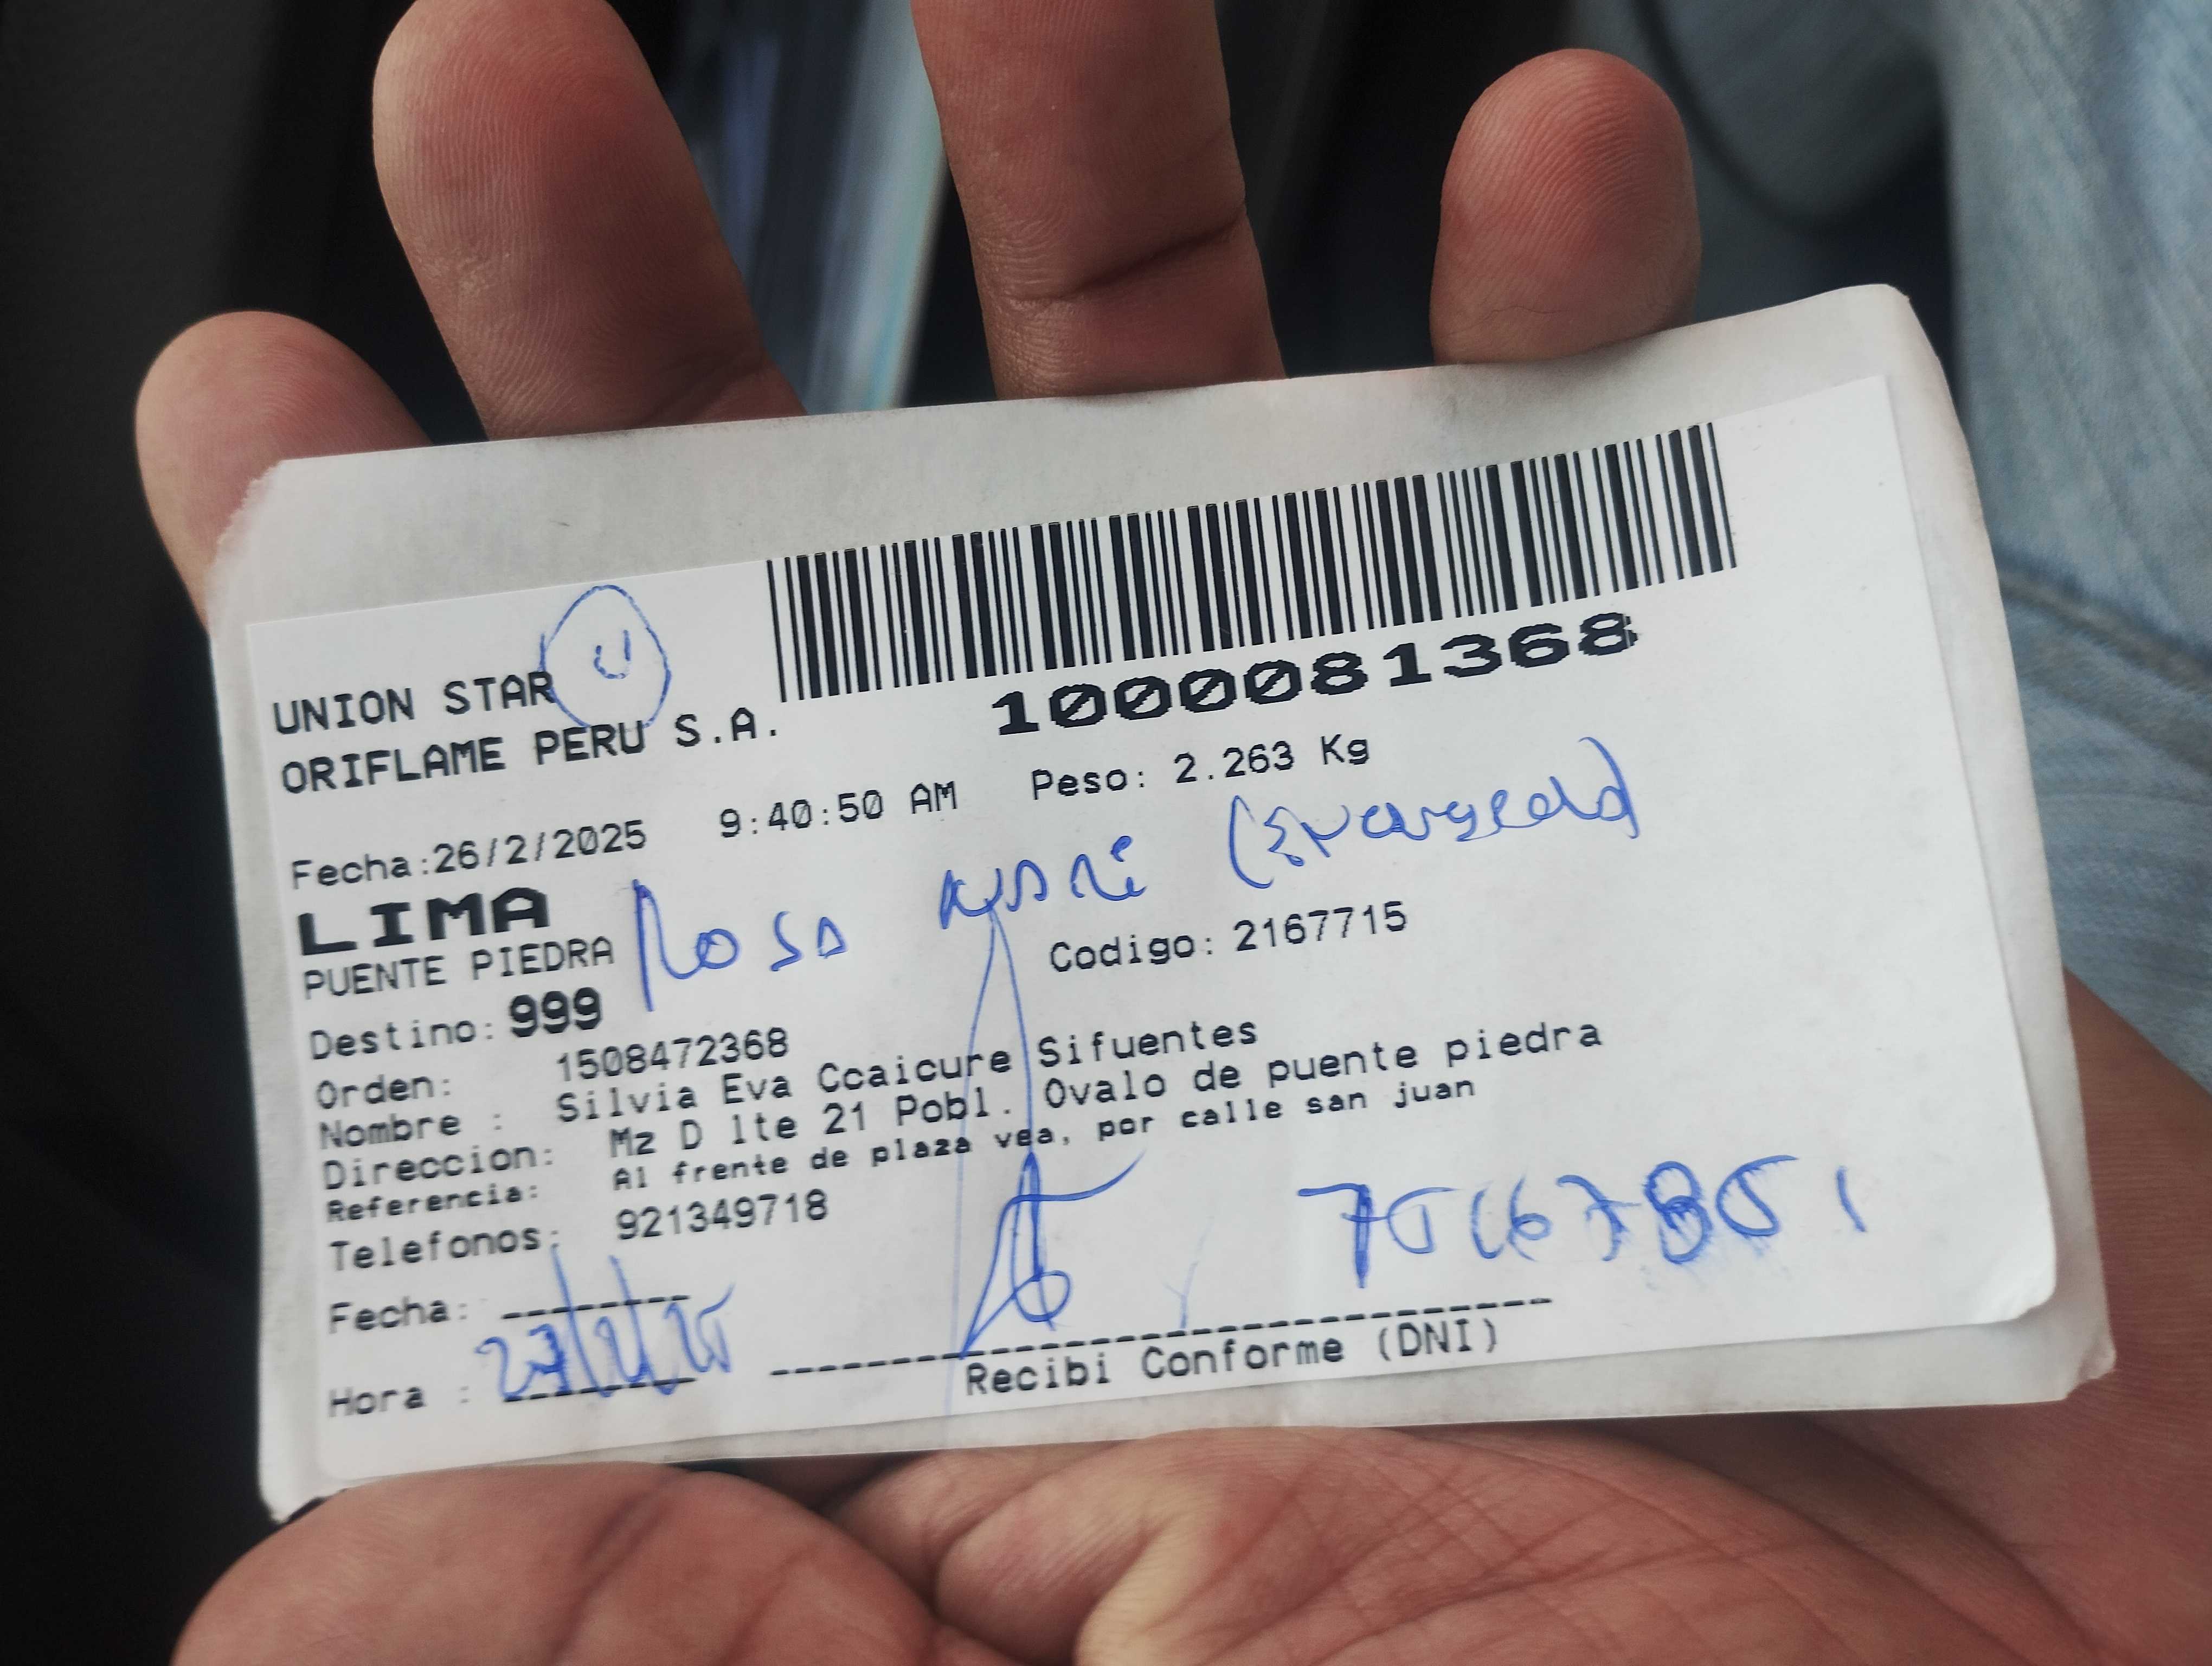 UNION STAR
ORIFLAME PERU S.A.
1000081368
Fecha:26/2/2025 9:40:50 AM Peso: 2.263 Kg
LIMA
PUENTE PIEDRA
Rosa (Encargada)
Destino: 999 Codigo: 2167715
Orden: 1508472368
Nombre : Silvia Eva Ccaicure Sifuentes
Direccion: Mz D lte 21 Pobl. Ovalo de puente piedra
Referencia: Al frente de plaza vea, por calle san juan
Telefonos: 921349718
Fecha:
Hora :
Recibi Conforme (DNI)